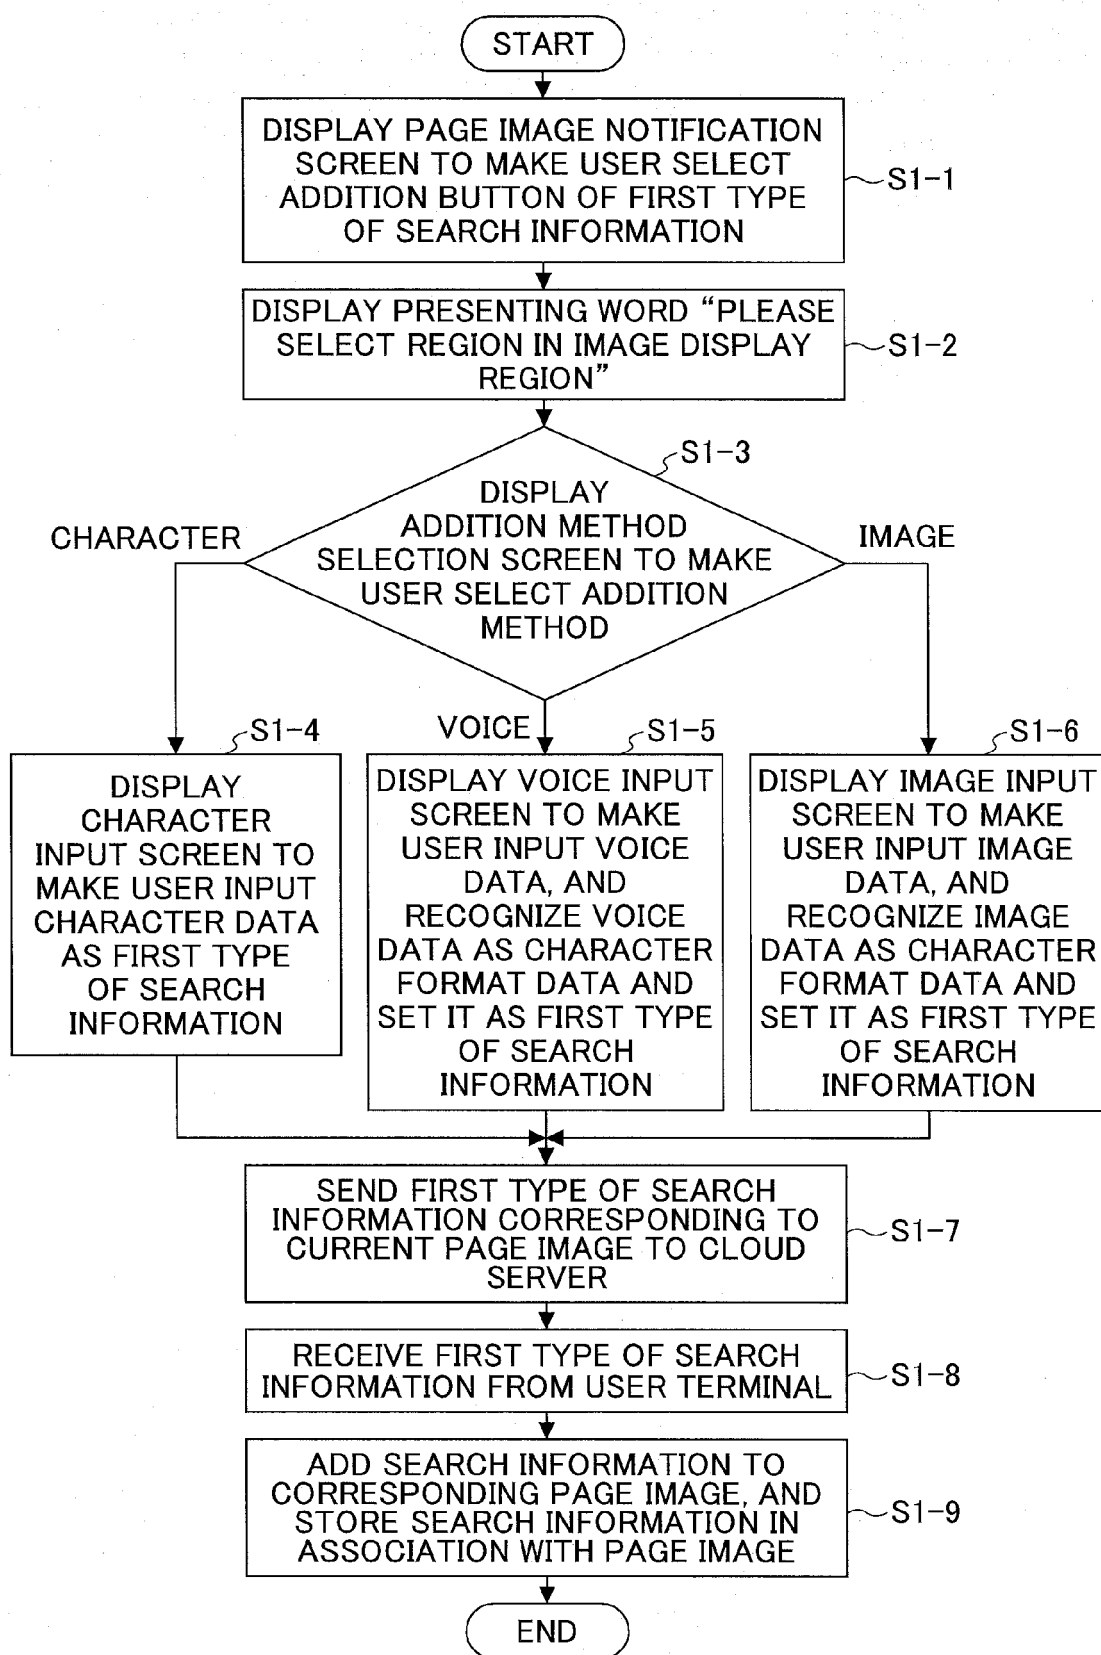 START
DISPLAY PAGE IMAGE NOTIFICATION
SCREEN TO MAKE USER SELECT
ADDITION BUTTON OF FIRST TYPE
OF SEARCH INFORMATION
S1-1
DISPLAY PRESENTING WORD “PLEASE
SELECT REGION IN IMAGE DISPLAY
REGION”
S1-2
S1-3
DISPLAY
ADDITION METHOD
SELECTION SCREEN TO MAKE
USER SELECT ADDITION
METHOD
CHARACTER
VOICE
IMAGE
S1-4
DISPLAY
CHARACTER
INPUT SCREEN TO
MAKE USER INPUT
CHARACTER DATA
AS FIRST TYPE
OF SEARCH
INFORMATION
S1-5
DISPLAY VOICE INPUT
SCREEN TO MAKE
USER INPUT VOICE
DATA, AND
RECOGNIZE VOICE
DATA AS CHARACTER
FORMAT DATA AND
SET IT AS FIRST TYPE
OF SEARCH
INFORMATION
S1-6
DISPLAY IMAGE INPUT
SCREEN TO MAKE
USER INPUT IMAGE
DATA, AND
RECOGNIZE IMAGE
DATA AS CHARACTER
FORMAT DATA AND
SET IT AS FIRST TYPE
OF SEARCH
INFORMATION
SEND FIRST TYPE OF SEARCH
INFORMATION CORRESPONDING TO
CURRENT PAGE IMAGE TO CLOUD
SERVER
S1-7
RECEIVE FIRST TYPE OF SEARCH
INFORMATION FROM USER TERMINAL
S1-8
ADD SEARCH INFORMATION TO
CORRESPONDING PAGE IMAGE, AND
STORE SEARCH INFORMATION IN
ASSOCIATION WITH PAGE IMAGE
S1-9
END